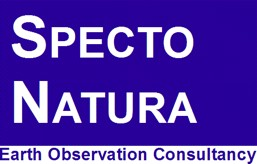 SPECTO
NATURA
Earth Observation Consultancy